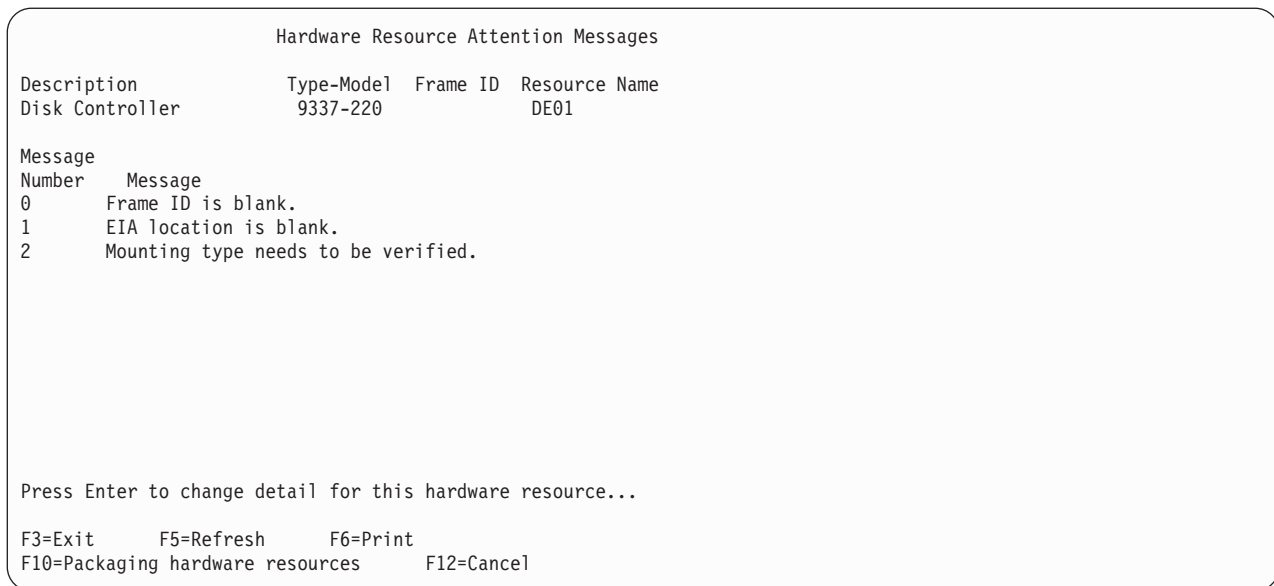 Hardware Resource Attention Messages
Description Type-Model Frame ID Resource Name
Disk Controller 9337-220 DE01
Message
Number Message
0 Frame ID is blank.
1 EIA location is blank.
2 Mounting type needs to be verified.
Press Enter to change detail for this hardware resource...
F3=Exit F5=Refresh F6=Print
F10=Packaging hardware resources F12=Cancel